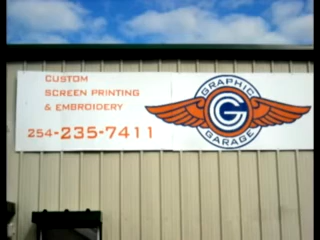 CUSTOM
SCREEN PRINTING
& EMBROIDERY
254-235-7411
GRAPHIC
G
GARAGE